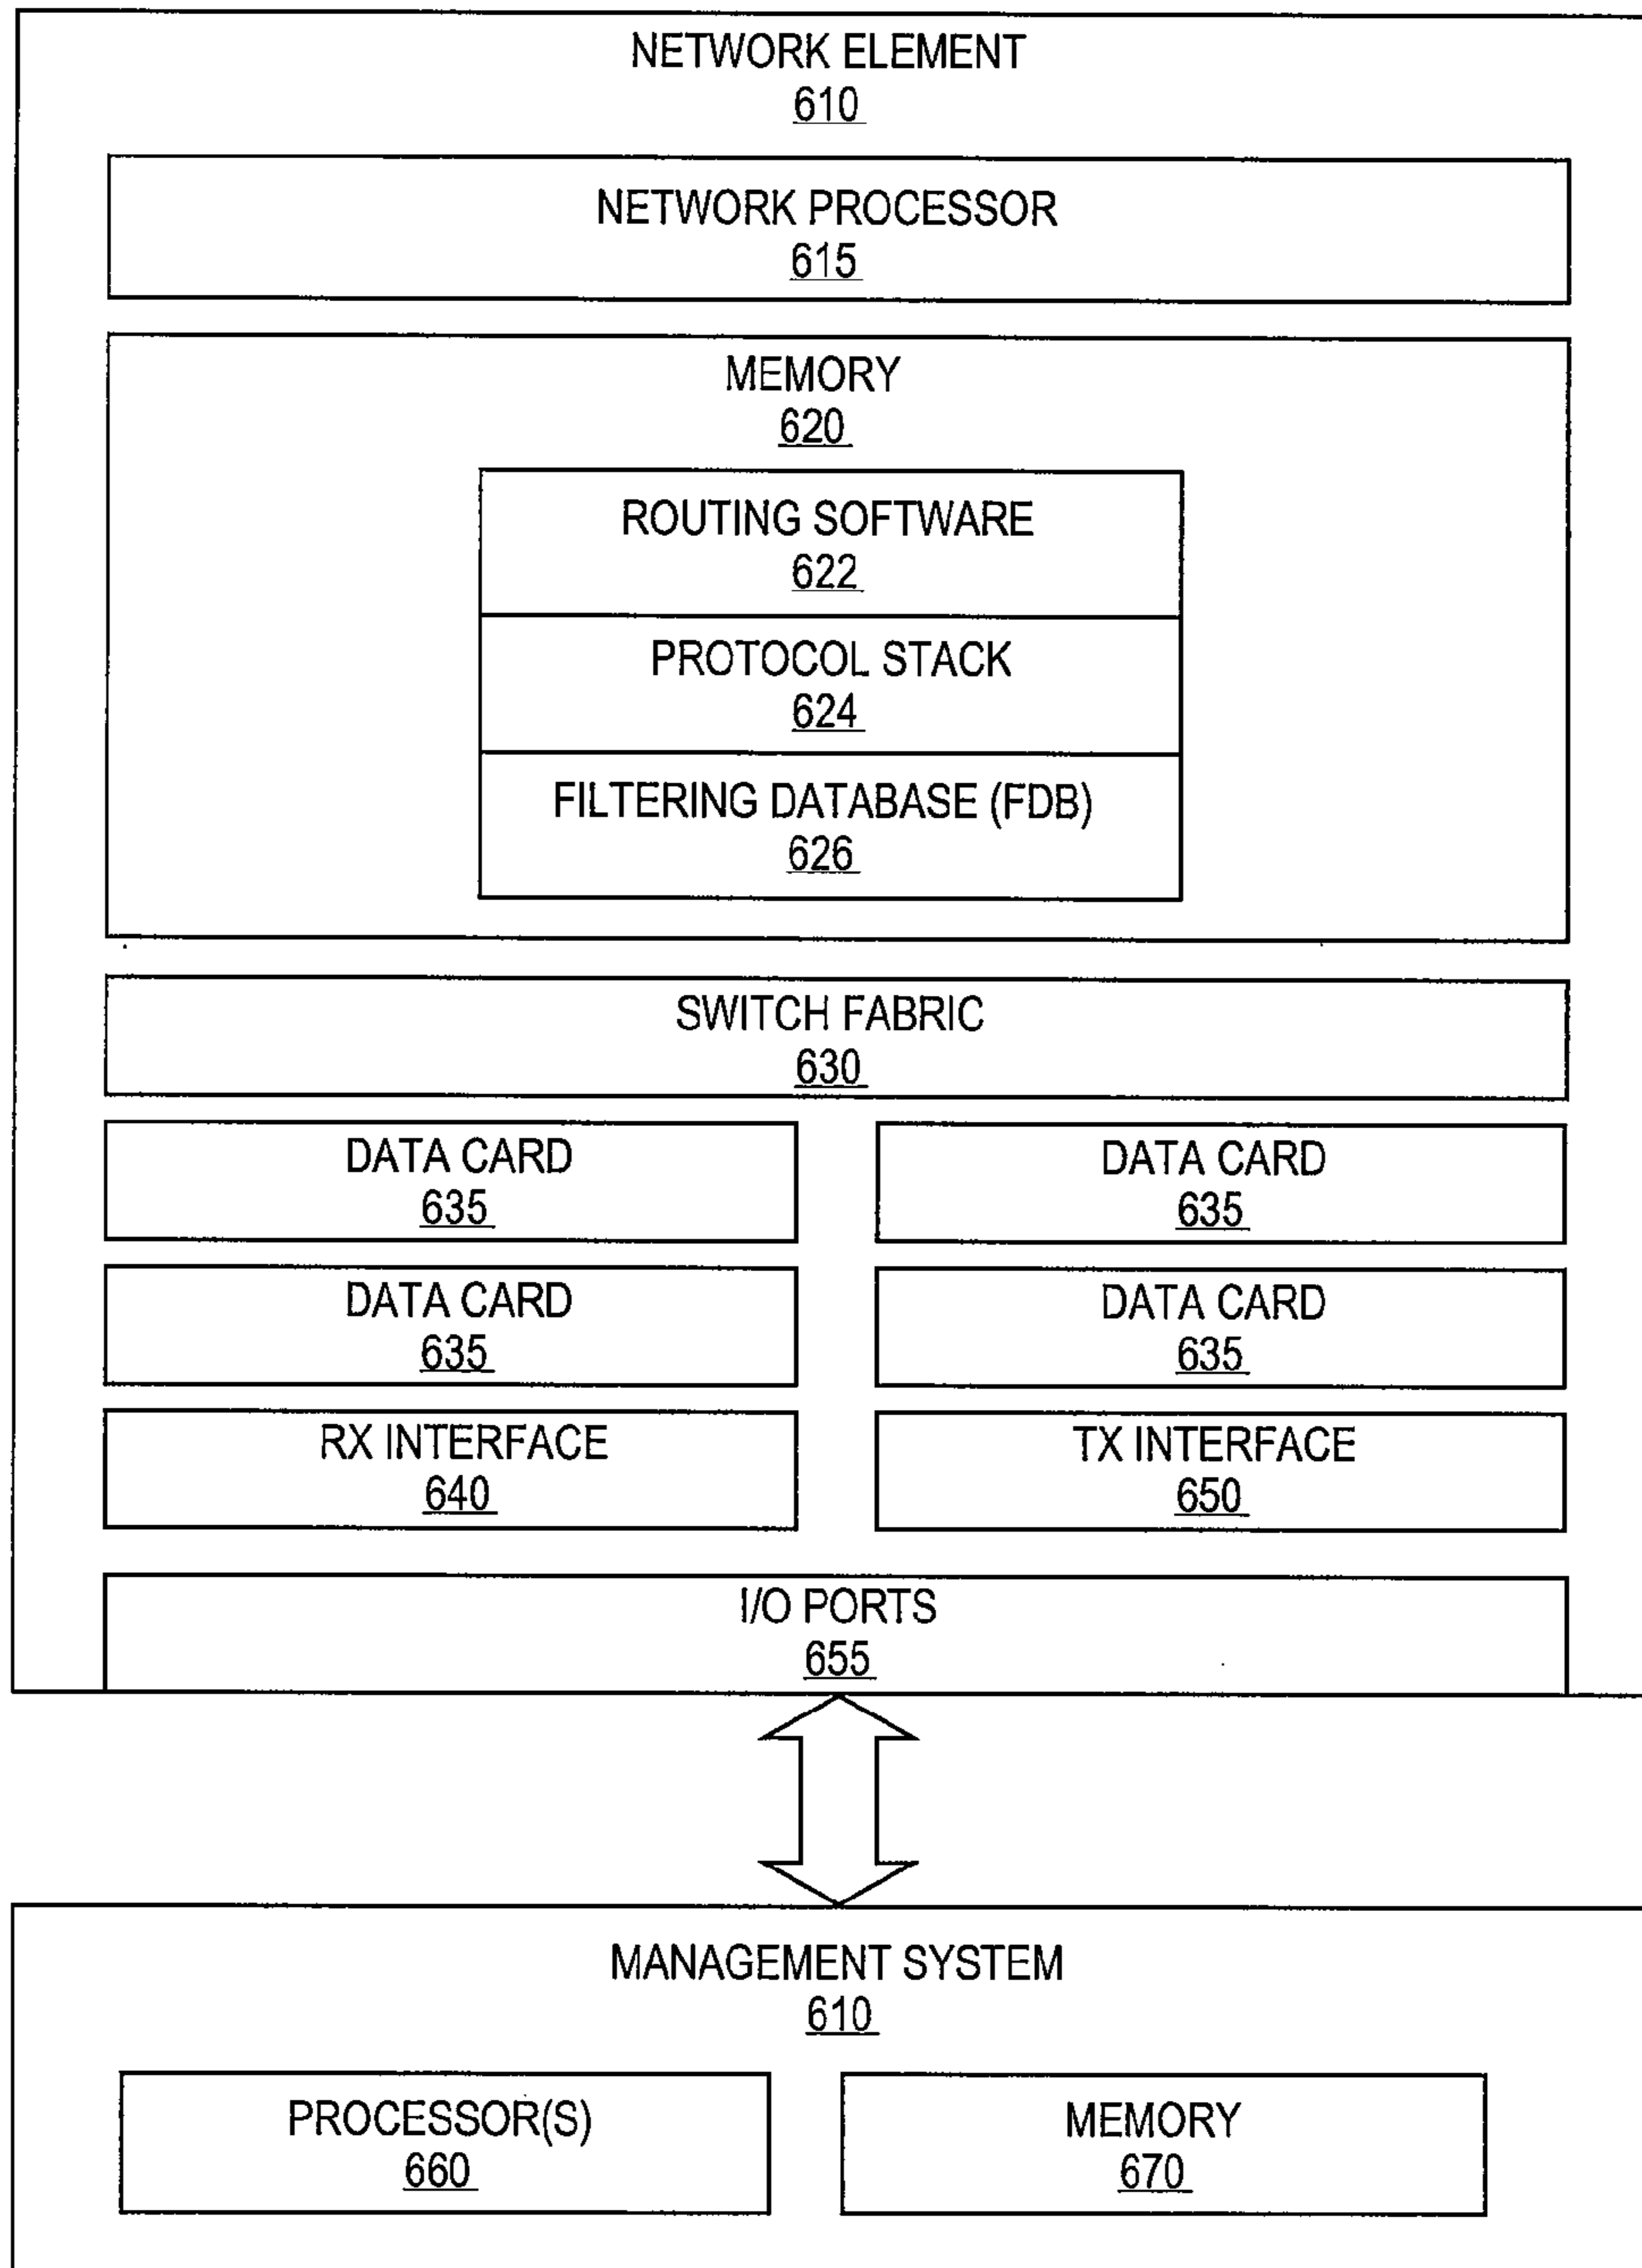 NETWORK ELEMENT
610
NETWORK PROCESSOR
615
MEMORY
620
ROUTING SOFTWARE
622
PROTOCOL STACK
624
FILTERING DATABASE (FDB)
626
SWITCH FABRIC
630
DATA CARD
635
DATA CARD
635
DATA CARD
635
DATA CARD
635
RX INTERFACE
640
TX INTERFACE
650
I/O PORTS
655
MANAGEMENT SYSTEM
610
PROCESSOR(S)
660
MEMORY
670